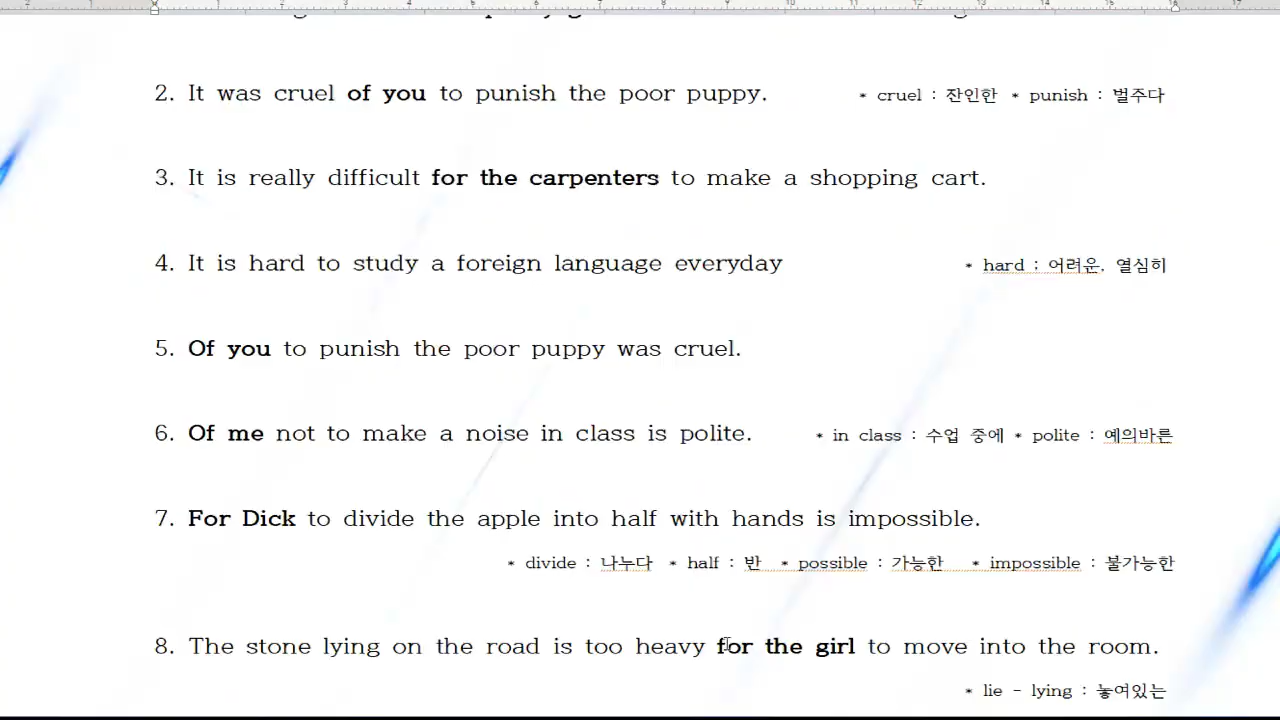 2. It was cruel of you to punish the poor puppy. * cruel : 잔인한 * punish : 벌주다
3. It is really difficult for the carpenters to make a shopping cart.
4. It is hard to study a foreign language everyday * hard : 어려운, 열심히
5. Of you to punish the poor puppy was cruel.
6. Of me not to make a noise in class is polite. * in class : 수업 중에 * polite : 예의바른
7. For Dick to divide the apple into half with hands is impossible.
* divide : 나누다 * half : 반 * possible : 가능한 * impossible : 불가능한
8. The stone lying on the road is too heavy for the girl to move into the room.
* lie - lying : 놓여있는